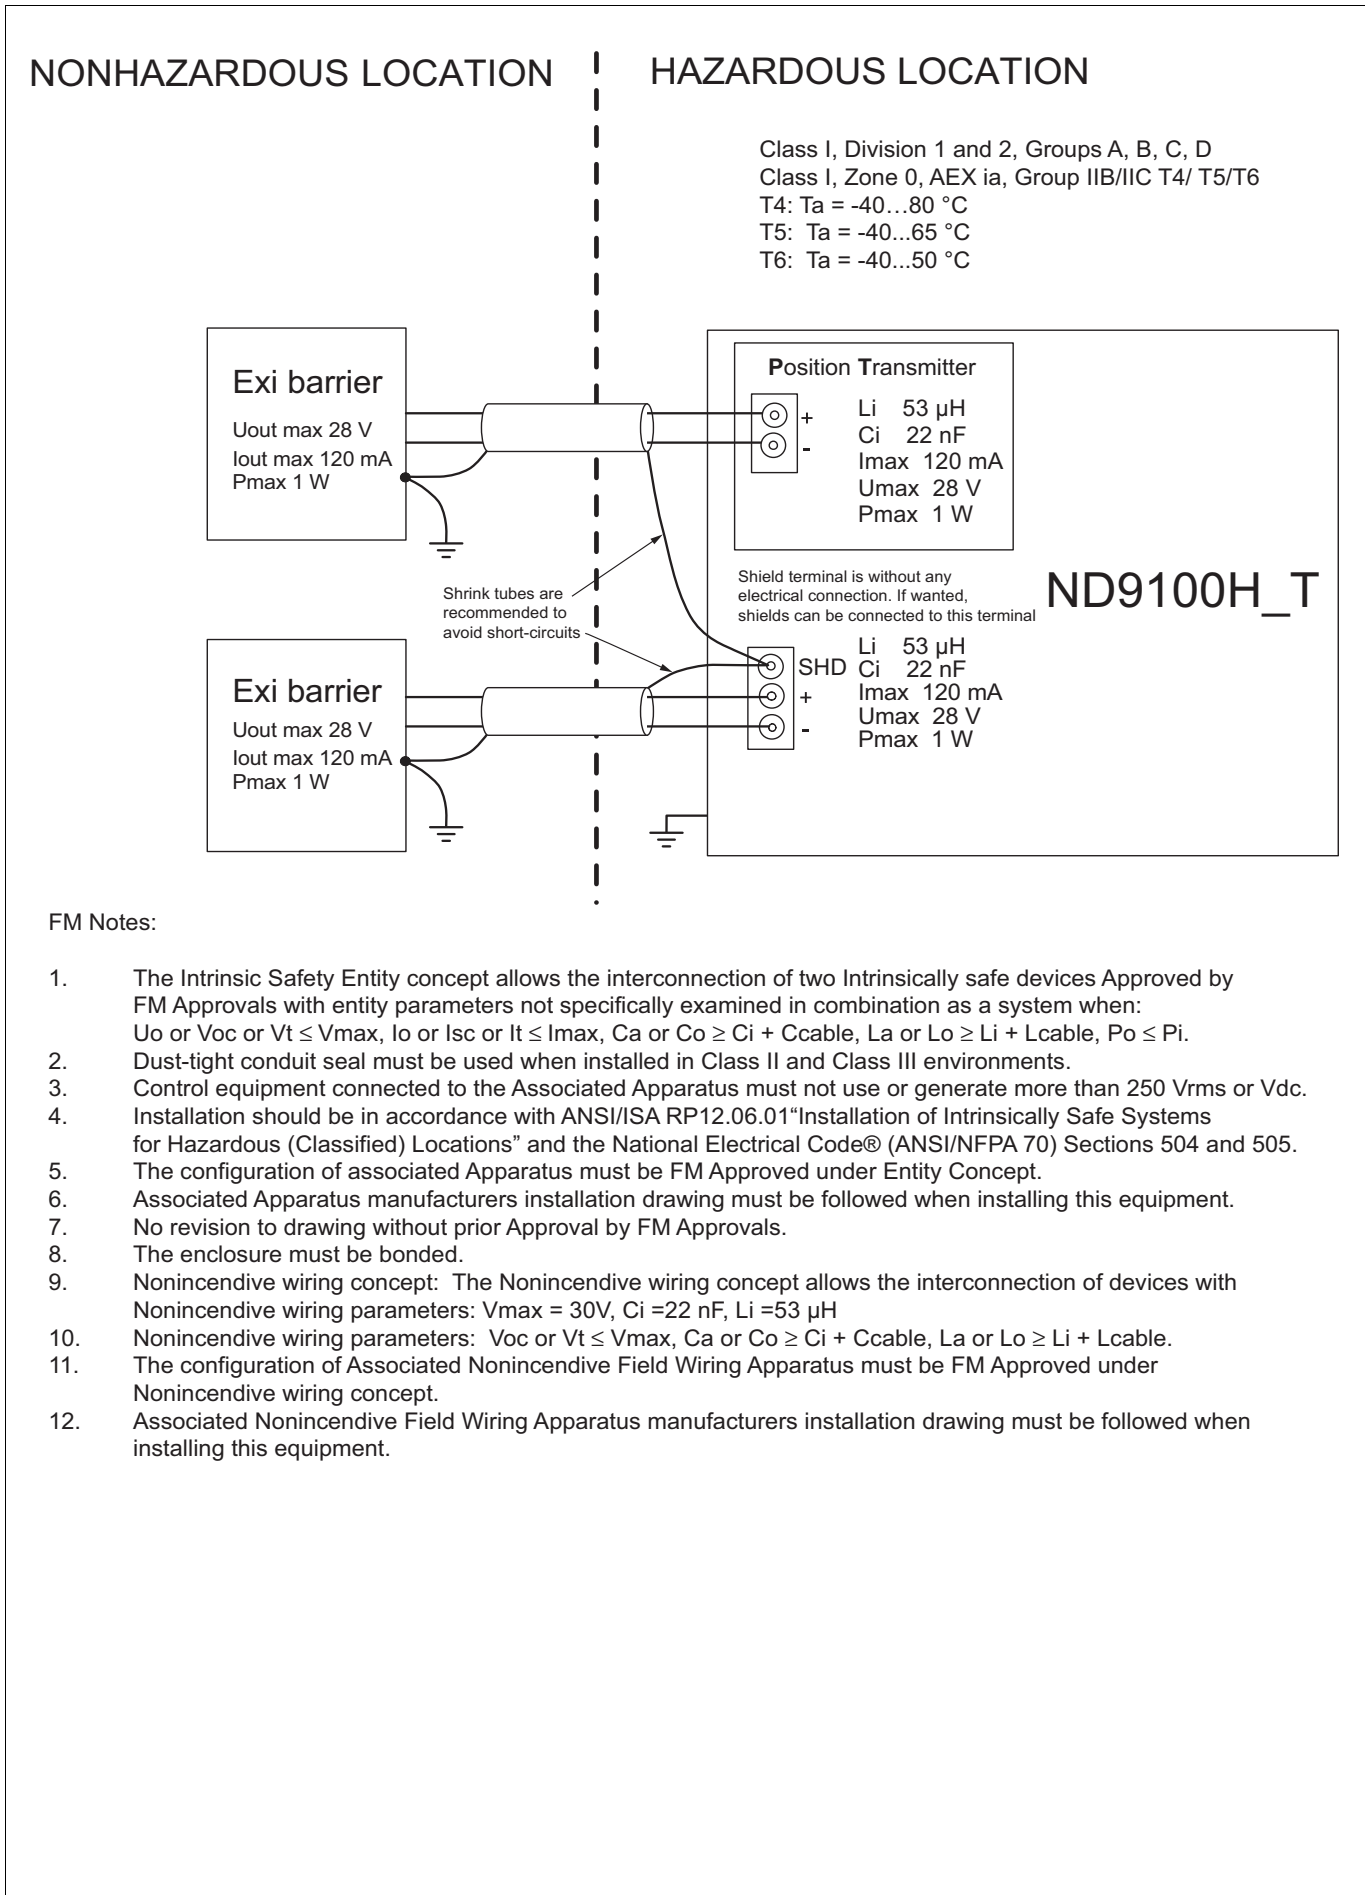 NONHAZARDOUS LOCATION
HAZARDOUS LOCATION
Class I, Division 1 and 2, Groups A, B, C, D
Class I, Zone 0, AEX ia, Group IIB/IIC T4/ T5/T6
T4: Ta = -40...80 °C
T5: Ta = -40...65 °C
T6: Ta = -40...50 °C
Exi barrier
Uout max 28 V
Iout max 120 mA
Pmax 1 W
Position Transmitter
+
-
Li 53 µH
Ci 22 nF
Imax 120 mA
Umax 28 V
Pmax 1 W
Shrink tubes are
recommended to
avoid short-circuits
Shield terminal is without any
electrical connection. If wanted,
shields can be connected to this terminal
ND9100H_T
Exi barrier
Uout max 28 V
Iout max 120 mA
Pmax 1 W
SHD
+
-
Li 53 µH
Ci 22 nF
Imax 120 mA
Umax 28 V
Pmax 1 W
FM Notes:
1. The Intrinsic Safety Entity concept allows the interconnection of two Intrinsically safe devices Approved by
FM Approvals with entity parameters not specifically examined in combination as a system when:
Uo or Voc or Vt ≤ Vmax, Io or Isc or It ≤ Imax, Ca or Co ≥ Ci + Ccable, La or Lo ≥ Li + Lcable, Po ≤ Pi.
2. Dust-tight conduit seal must be used when installed in Class II and Class III environments.
3. Control equipment connected to the Associated Apparatus must not use or generate more than 250 Vrms or Vdc.
4. Installation should be in accordance with ANSI/ISA RP12.06.01“Installation of Intrinsically Safe Systems
for Hazardous (Classified) Locations” and the National Electrical Code® (ANSI/NFPA 70) Sections 504 and 505.
5. The configuration of associated Apparatus must be FM Approved under Entity Concept.
6. Associated Apparatus manufacturers installation drawing must be followed when installing this equipment.
7. No revision to drawing without prior Approval by FM Approvals.
8. The enclosure must be bonded.
9. Nonincendive wiring concept: The Nonincendive wiring concept allows the interconnection of devices with
Nonincendive wiring parameters: Vmax = 30V, Ci =22 nF, Li =53 µH
10. Nonincendive wiring parameters: Voc or Vt ≤ Vmax, Ca or Co ≥ Ci + Ccable, La or Lo ≥ Li + Lcable.
11. The configuration of Associated Nonincendive Field Wiring Apparatus must be FM Approved under
Nonincendive wiring concept.
12. Associated Nonincendive Field Wiring Apparatus manufacturers installation drawing must be followed when
installing this equipment.